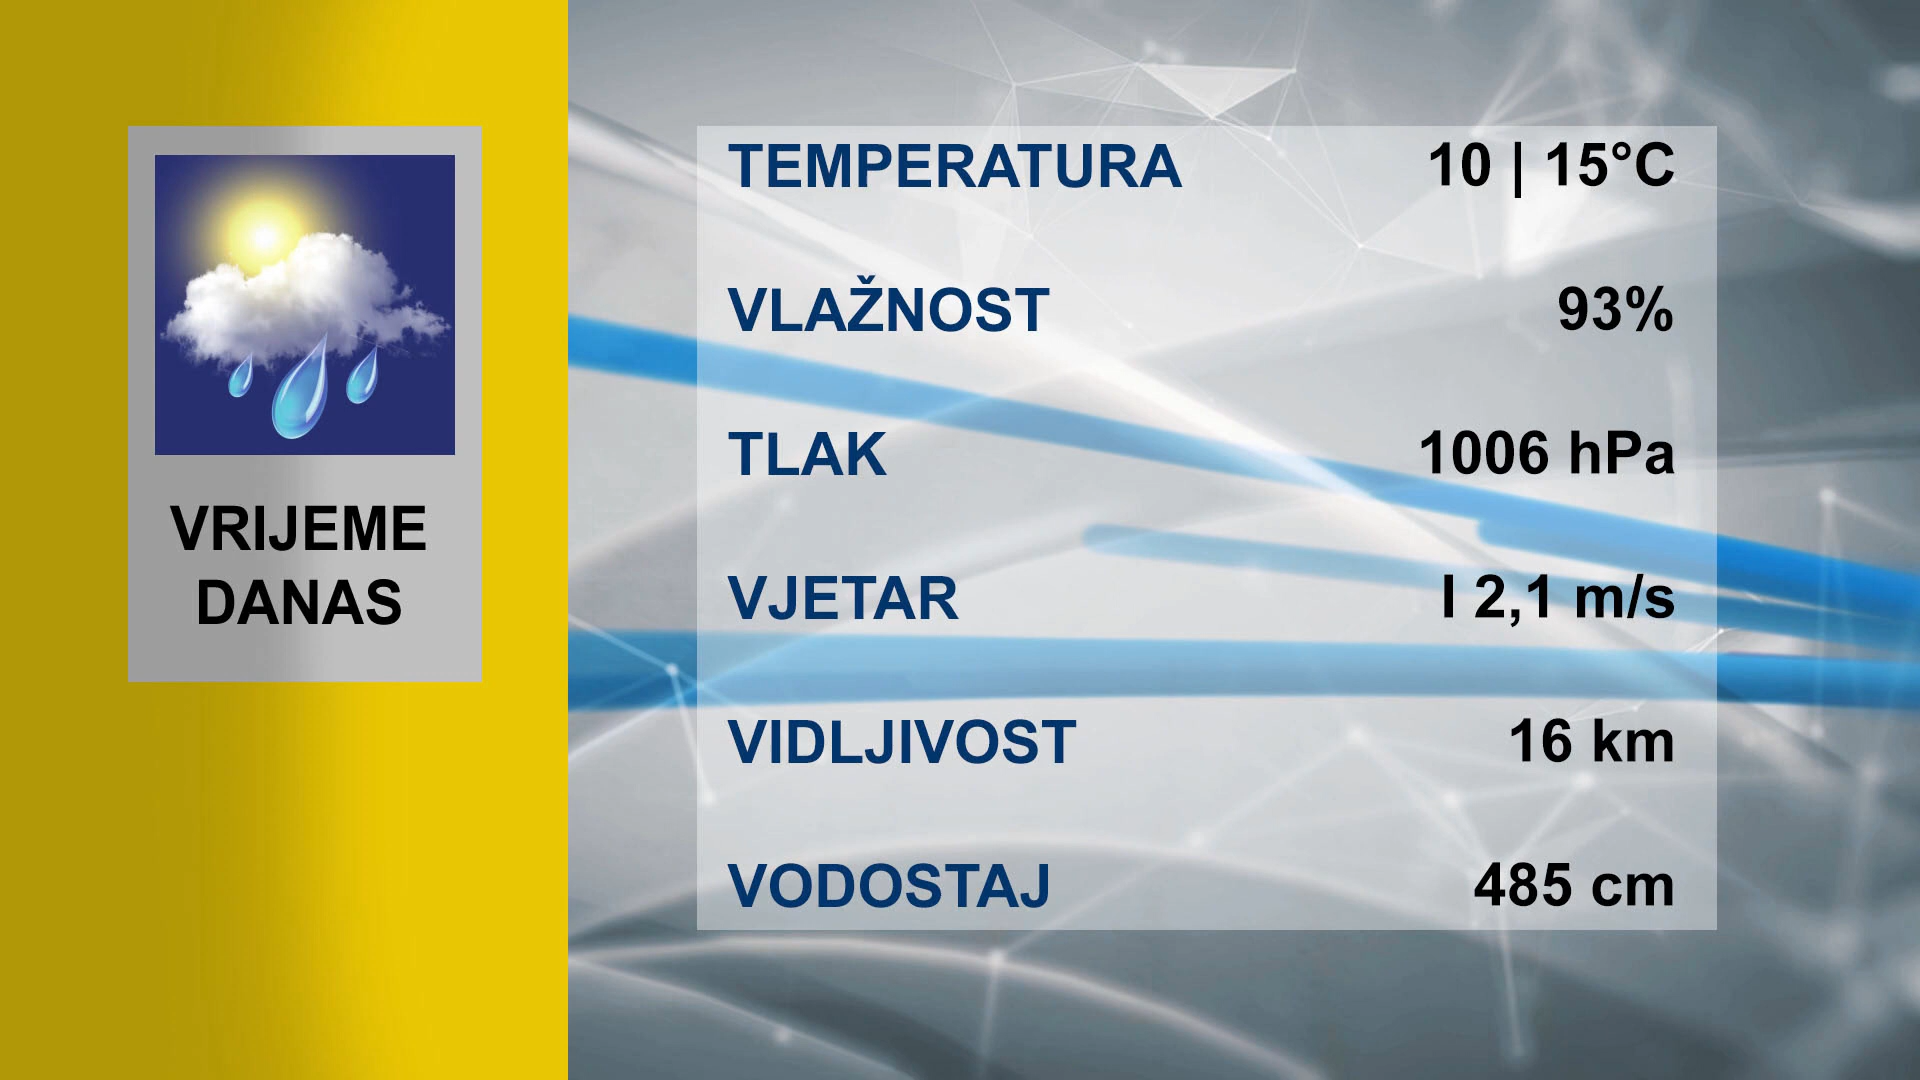 VRIJEME
DANAS
TEMPERATURA 10 | 15°C
VLAŽNOST 93%
TLAK 1006 hPa
VJETAR I 2,1 m/s
VIDLJIVOST 16 km
VODOSTAJ 485 cm